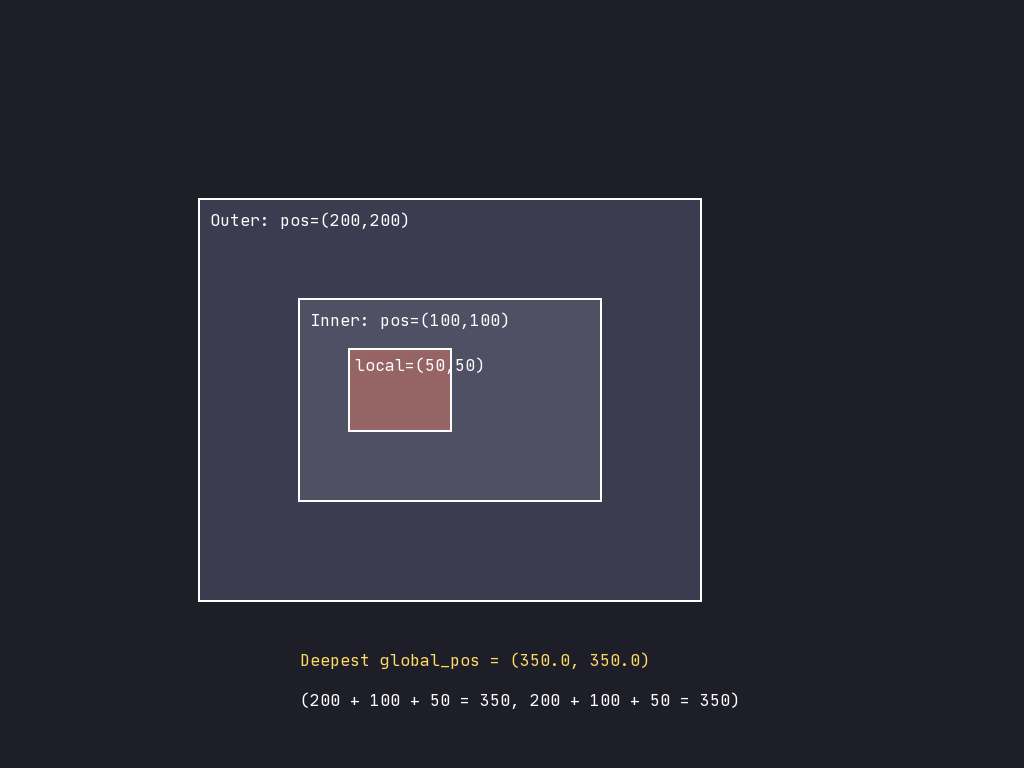 Outer: pos=(200,200)
Inner: pos=(100,100)
local=(50,50)
Deepest global_pos = (350.0, 350.0)
(200 + 100 + 50 = 350, 200 + 100 + 50 = 350)